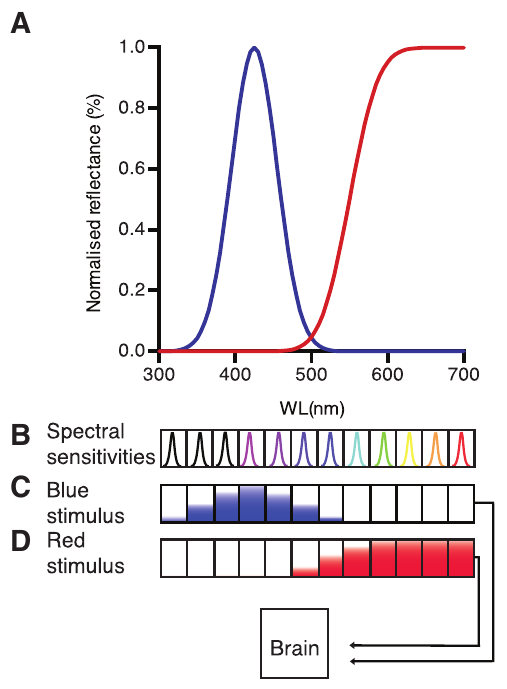 A
Normalised reflectance (%)
1.0
0.8
0.6
0.4
0.2
0.0
300 400 500 600 700
WL(nm)
B Spectral
sensitivities
C Blue
stimulus
D Red
stimulus
Brain